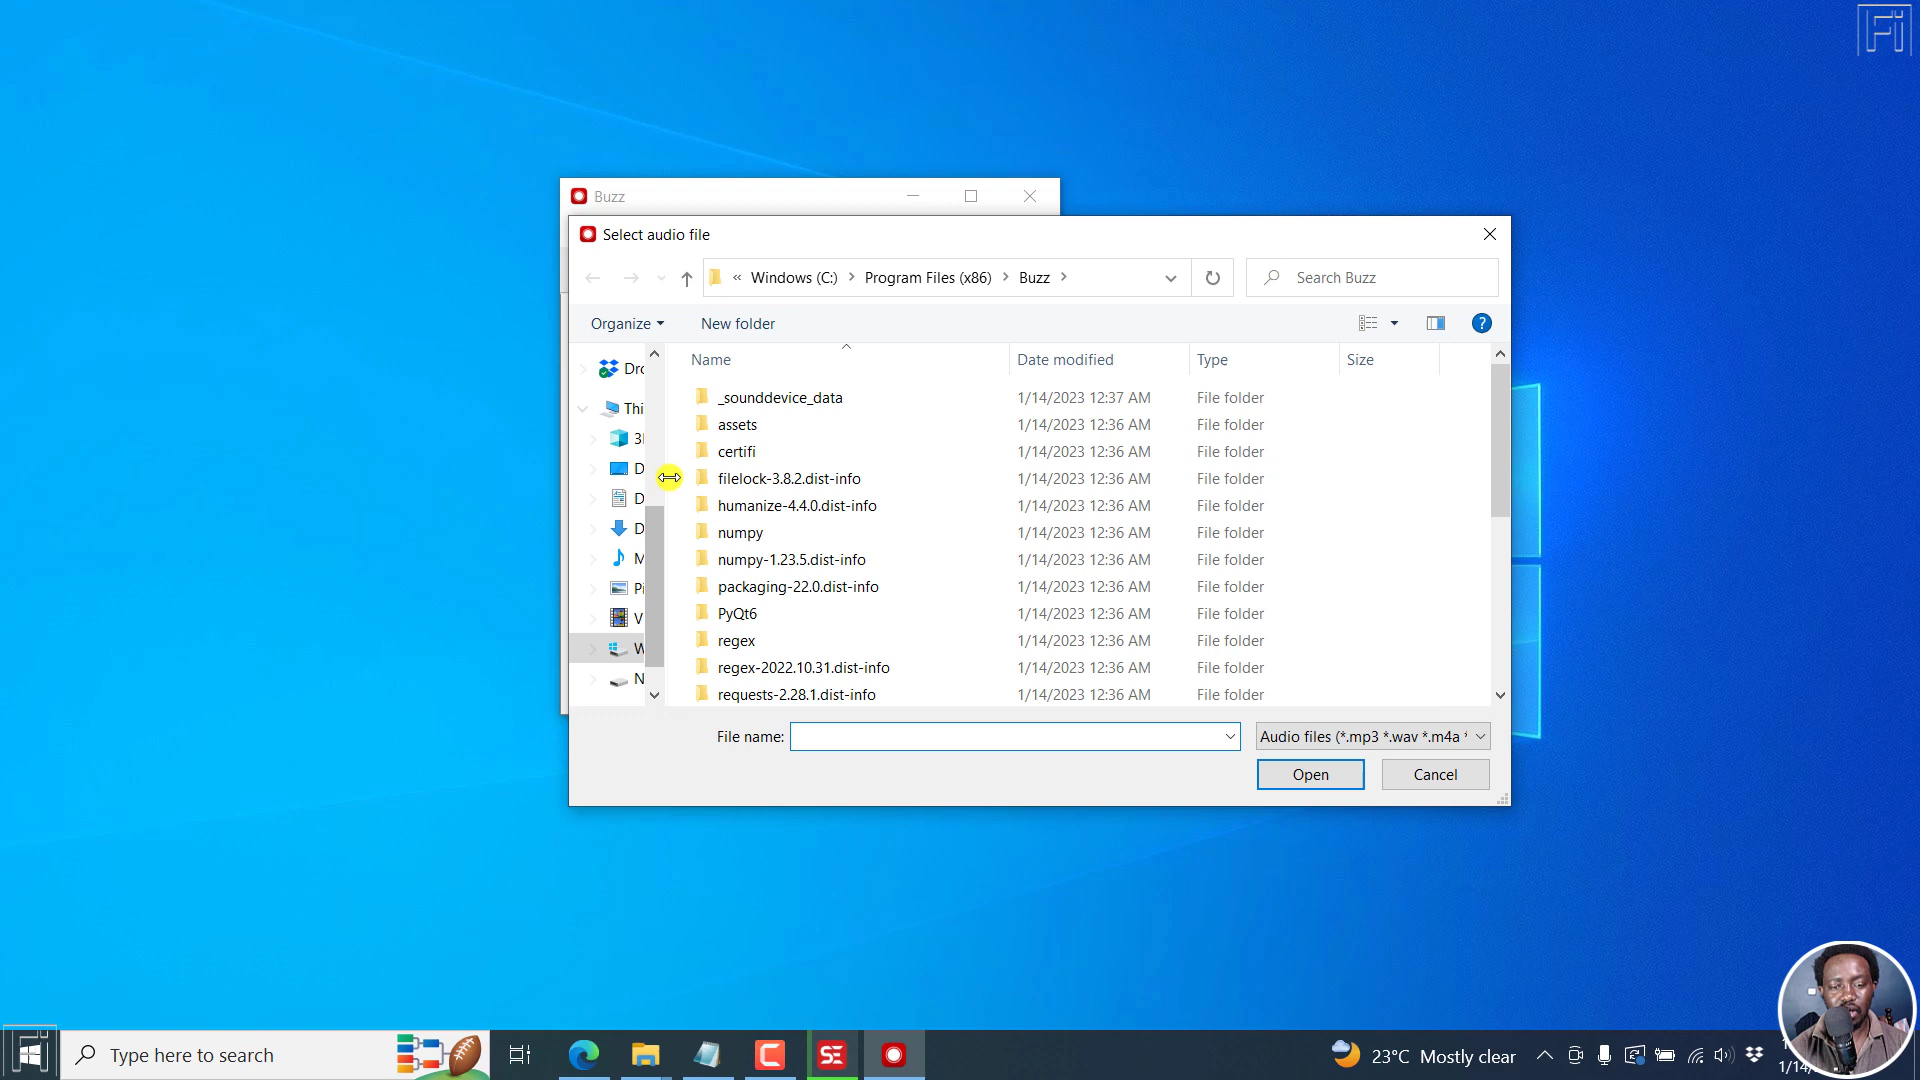 Fi
Buzz
Select audio file
« Windows (C:) > Program Files (x86) > Buzz >
Search Buzz
Organize
New folder
Name
Date modified
Type
Size
_sounddevice_data 1/14/2023 12:37 AM File folder
assets 1/14/2023 12:36 AM File folder
certifi 1/14/2023 12:36 AM File folder
filelock-3.8.2.dist-info 1/14/2023 12:36 AM File folder
humanize-4.4.0.dist-info 1/14/2023 12:36 AM File folder
numpy 1/14/2023 12:36 AM File folder
numpy-1.23.5.dist-info 1/14/2023 12:36 AM File folder
packaging-22.0.dist-info 1/14/2023 12:36 AM File folder
PyQt6 1/14/2023 12:36 AM File folder
regex 1/14/2023 12:36 AM File folder
regex-2022.10.31.dist-info 1/14/2023 12:36 AM File folder
requests-2.28.1.dist-info 1/14/2023 12:36 AM File folder
Dro
Thi
3
D
D
D
M
Pi
V
W
N
File name:
Audio files (*.mp3 *.wav *.m4a *
Open
Cancel
Type here to search
SE
23°C Mostly clear
1/14/